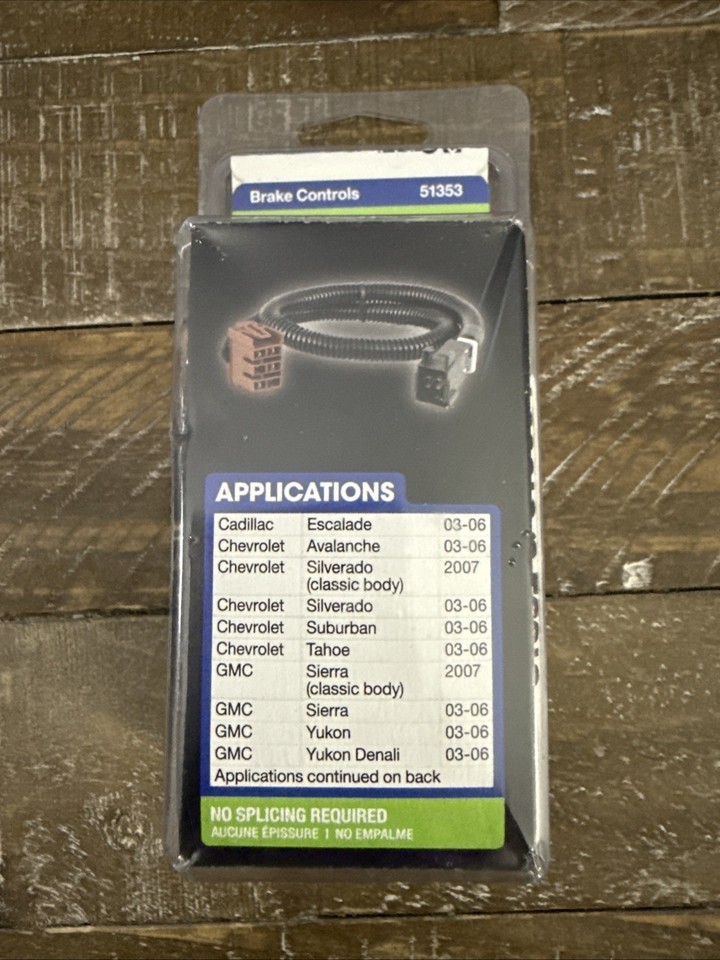 Brake Controls 51353
APPLICATIONS
Cadillac Escalade 03-06
Chevrolet Avalanche 03-06
Chevrolet Silverado 2007
(classic body)
Chevrolet Silverado 03-06
Chevrolet Suburban 03-06
Chevrolet Tahoe 03-06
GMC Sierra 2007
(classic body)
GMC Sierra 03-06
GMC Yukon 03-06
GMC Yukon Denali 03-06
Applications continued on back
NO SPLICING REQUIRED
AUCUNE ÉPISSURE | NO EMPALME